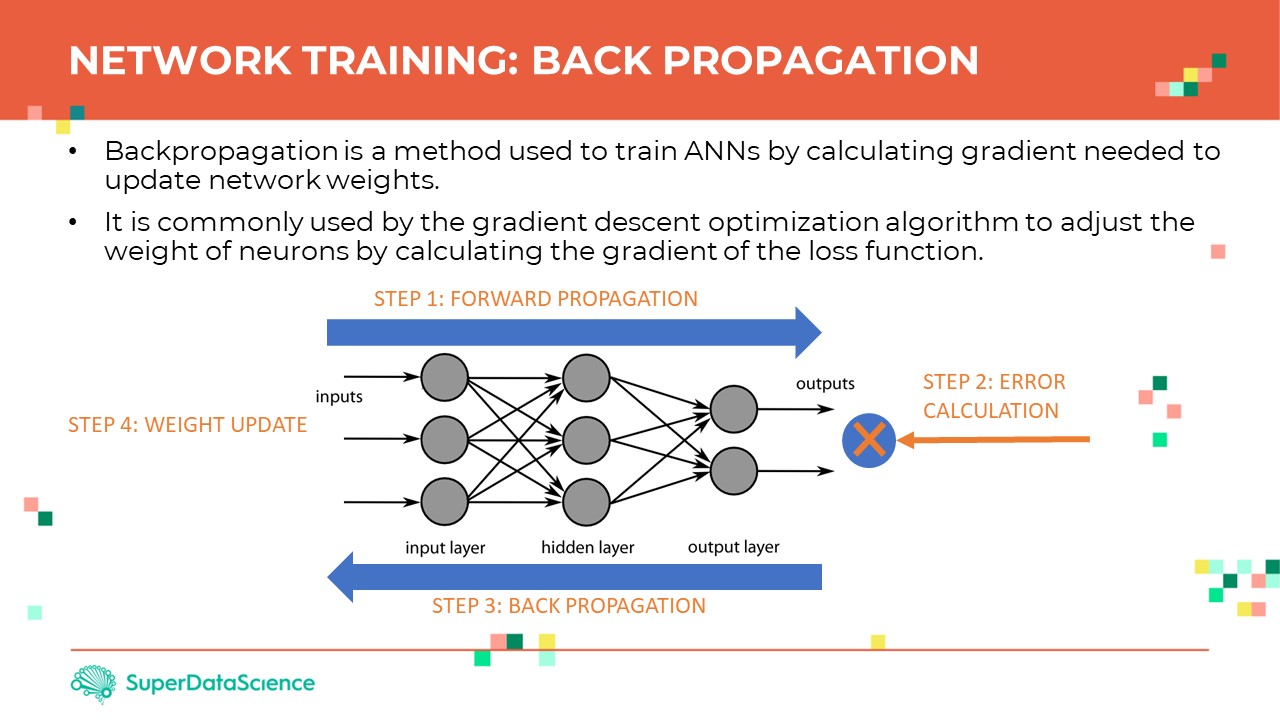 NETWORK TRAINING: BACK PROPAGATION
• Backpropagation is a method used to train ANNs by calculating gradient needed to
update network weights.
• It is commonly used by the gradient descent optimization algorithm to adjust the
weight of neurons by calculating the gradient of the loss function.
STEP 1: FORWARD PROPAGATION
inputs
outputs
STEP 2: ERROR
CALCULATION
STEP 4: WEIGHT UPDATE
input layer
hidden layer
output layer
STEP 3: BACK PROPAGATION
SuperDataScience